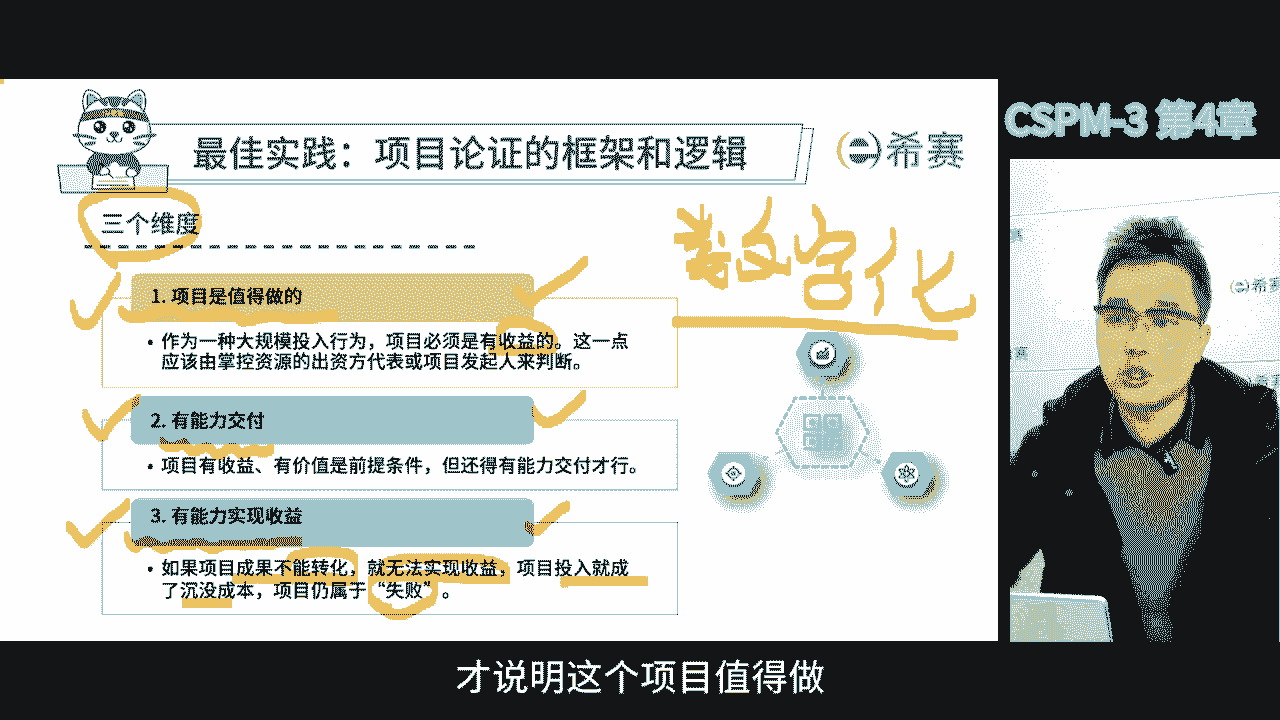 CSPM-3 第4章
最佳实践：项目论证的框架和逻辑
希赛
三个维度
数字化
1. 项目是值得做的
• 作为一种大规模投入行为，项目必须是有收益的。这一点
应该由掌控资源的出资方代表或项目发起人来判断。
2. 有能力交付
• 项目有收益、有价值是前提条件，但还得有能力交付才行。
3. 有能力实现收益
• 如果项目成果不能转化，就无法实现收益，项目投入就成
了沉没成本，项目仍属于“失败”。
希赛
才说明这个项目值得做